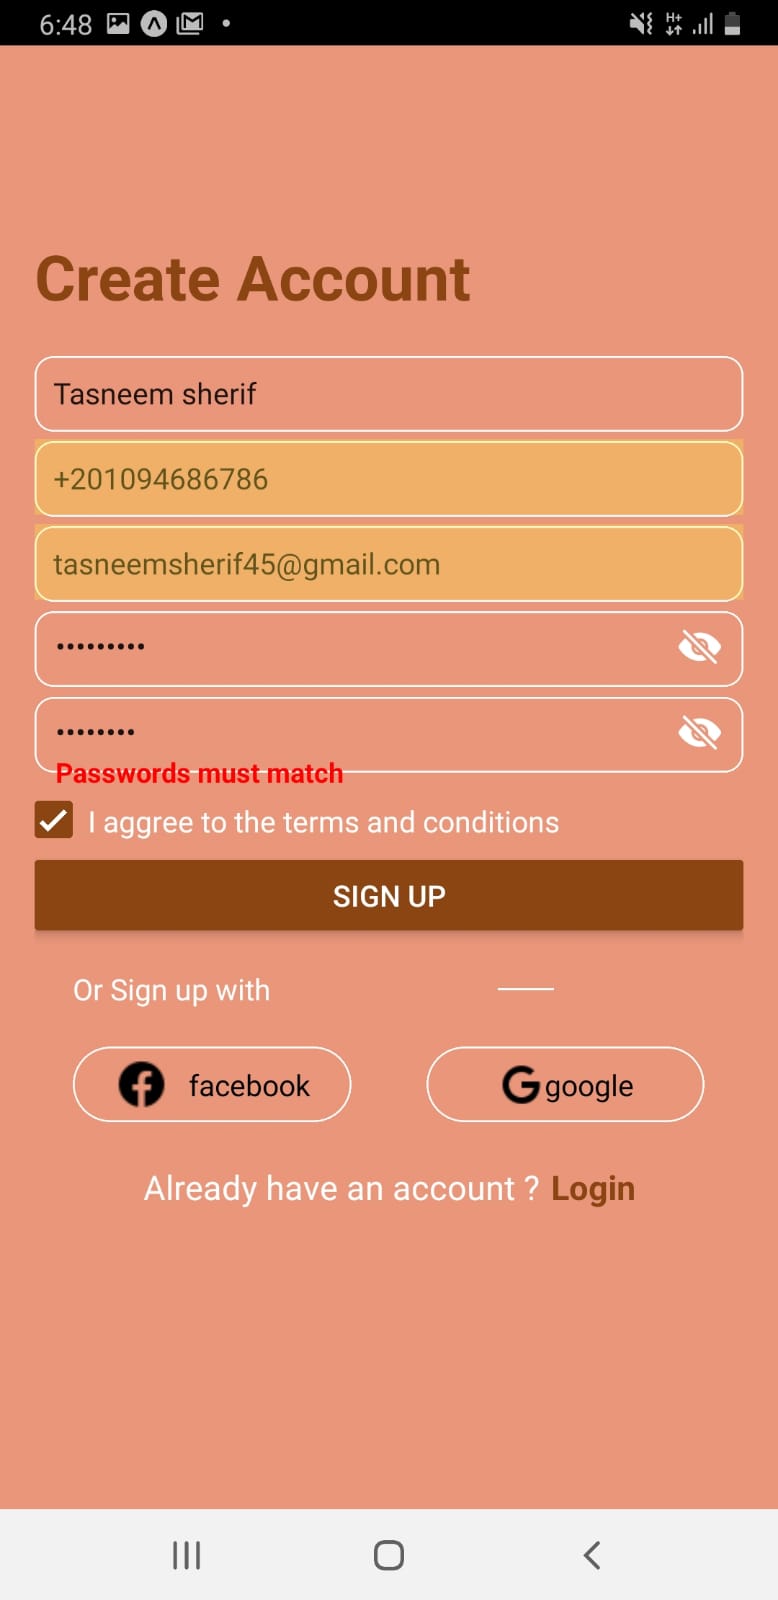 6:48
H+
Create Account
Tasneem sherif
+201094686786
tasneemsherif45@gmail.com
•••••••••
••••••••
Passwords must match
I aggree to the terms and conditions
SIGN UP
Or Sign up with
facebook
google
Already have an account ? Login